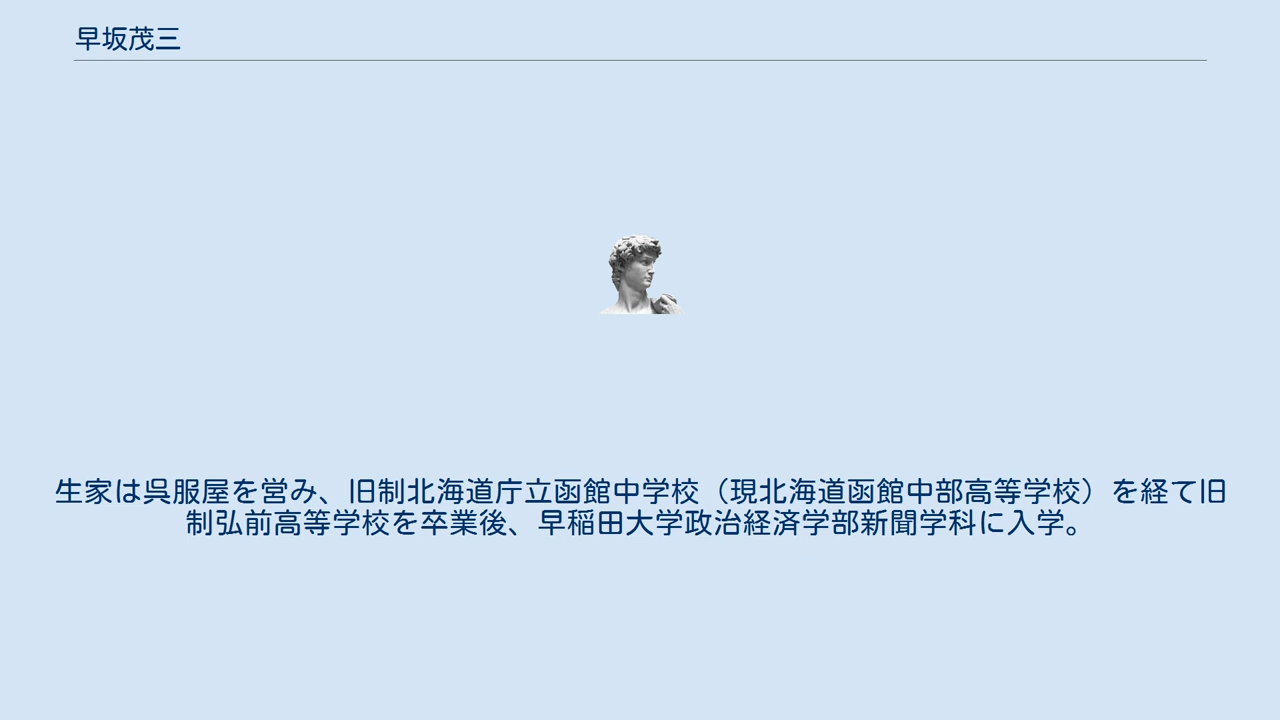 早坂茂三
生家は呉服屋を営み、旧制北海道庁立函館中学校（現北海道函館中部高等学校）を経て旧
制弘前高等学校を卒業後、早稲田大学政治経済学部新聞学科に入学。